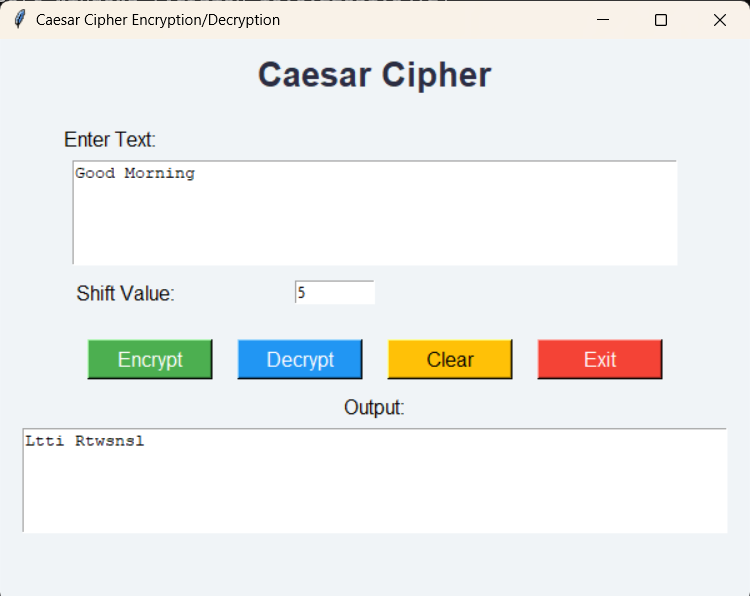 Caesar Cipher Encryption/Decryption
Caesar Cipher
Enter Text:
Good Morning
Shift Value:
5
Encrypt
Decrypt
Clear
Exit
Output:
Ltti Rtwsnsl